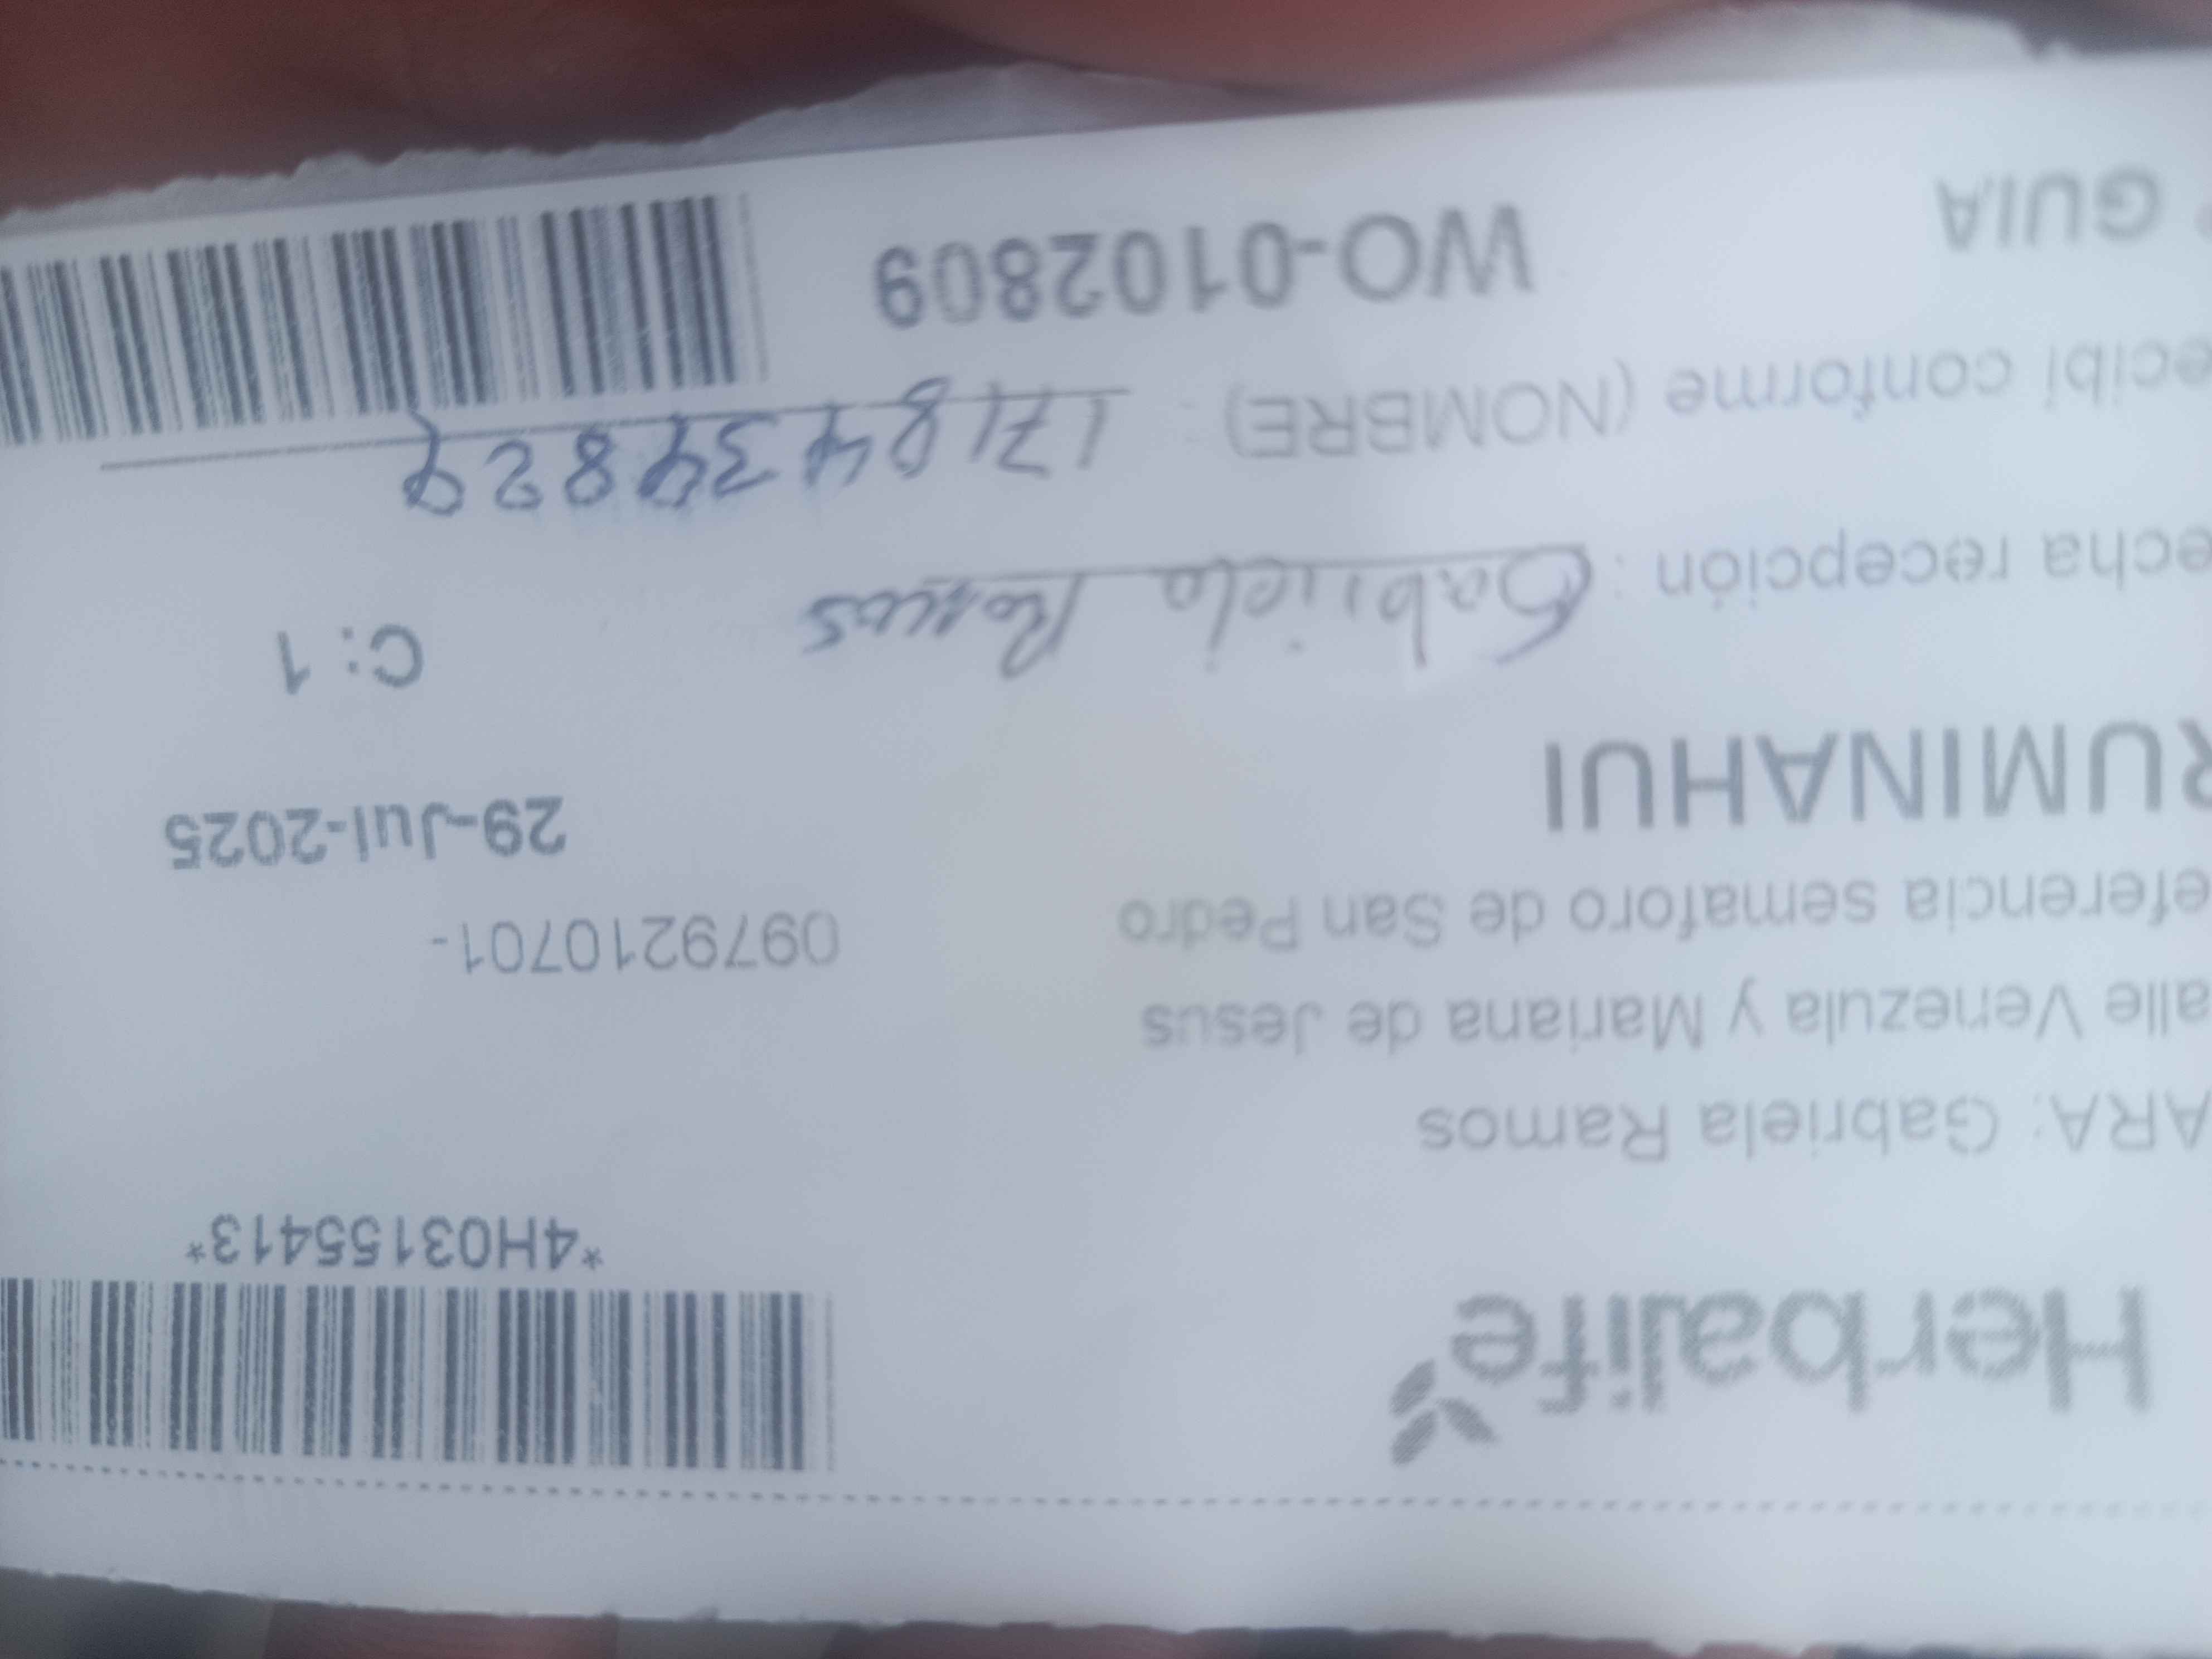 Herbalife
*4H03155413*
ARA: Gabriela Ramos
alle Venezula y Mariana de Jesus
eferencia semaforo de San Pedro
0979210701-
RUMINAHUI
29-Jul-2025
C: 1
echa recepción : Gabriela Ramos
ecibí conforme (NOMBRE) :
GUIA
WO-0102809